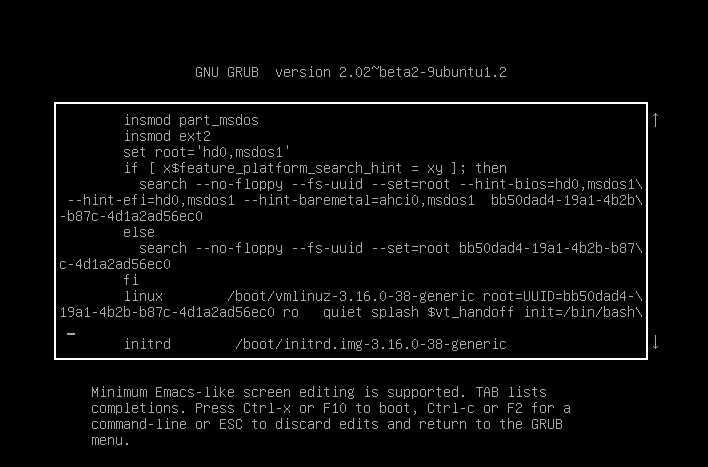 GNU GRUB  version 2.02~beta2-9ubuntu1.2
insmod part_msdos
insmod ext2
set root='hd0,msdos1'
if [ x$feature_platform_search_hint = xy ]; then
search --no-floppy --fs-uuid --set=root --hint-bios=hd0,msdos1\
--hint-efi=hd0,msdos1 --hint-baremetal=ahci0,msdos1  bb50dad4-19a1-4b2b\
-b87c-4d1a2ad56ec0
else
search --no-floppy --fs-uuid --set=root bb50dad4-19a1-4b2b-b87\
c-4d1a2ad56ec0
fi
linux        /boot/vmlinuz-3.16.0-38-generic root=UUID=bb50dad4-\
19a1-4b2b-b87c-4d1a2ad56ec0 ro   quiet splash $vt_handoff init=/bin/bash\
_
initrd        /boot/initrd.img-3.16.0-38-generic
↑
↓
Minimum Emacs-like screen editing is supported. TAB lists
completions. Press Ctrl-x or F10 to boot, Ctrl-c or F2 for a
command-line or ESC to discard edits and return to the GRUB
menu.